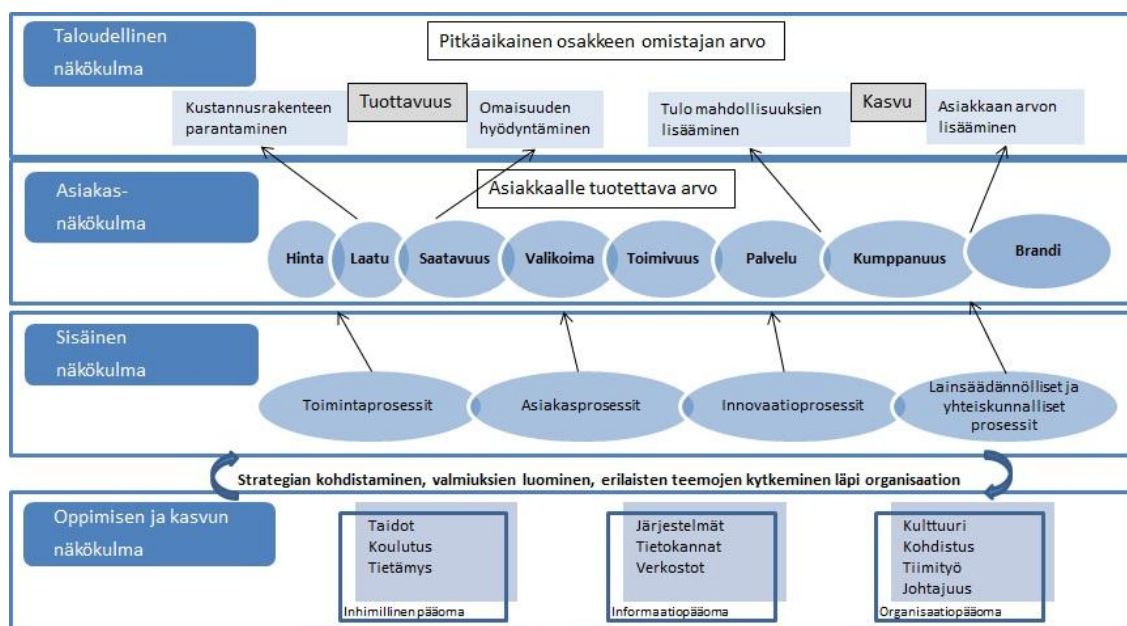 Taloudellinen
näkökulma
Pitkäaikainen osakkeen omistajan arvo
Kustannusrakenteen
parantaminen
Tuottavuus
Omaisuuden
hyödyntäminen
Tulo mahdollisuuksien
lisääminen
Kasvu
Asiakkaan arvon
lisääminen
Asiakas-
näkökulma
Asiakkaalle tuotettava arvo
Hinta
Laatu
Saatavuus
Valikoima
Toimivuus
Palvelu
Kumppanuus
Brandi
Sisäinen
näkökulma
Toimintaprosessit
Asiakasprosessit
Innovaatioprosessit
Lainsäädännölliset ja
yhteiskunnalliset
prosessit
Strategian kohdistaminen, valmiuksien luominen, erilaisten teemojen kytkeminen läpi organisaation
Oppimisen ja kasvun
näkökulma
Taidot
Koulutus
Tietämys
Inhimillinen pääoma
Järjestelmät
Tietokannat
Verkostot
Informaatiopääoma
Kulttuuri
Kohdistus
Tiimityö
Johtajuus
Organisaatiopääoma